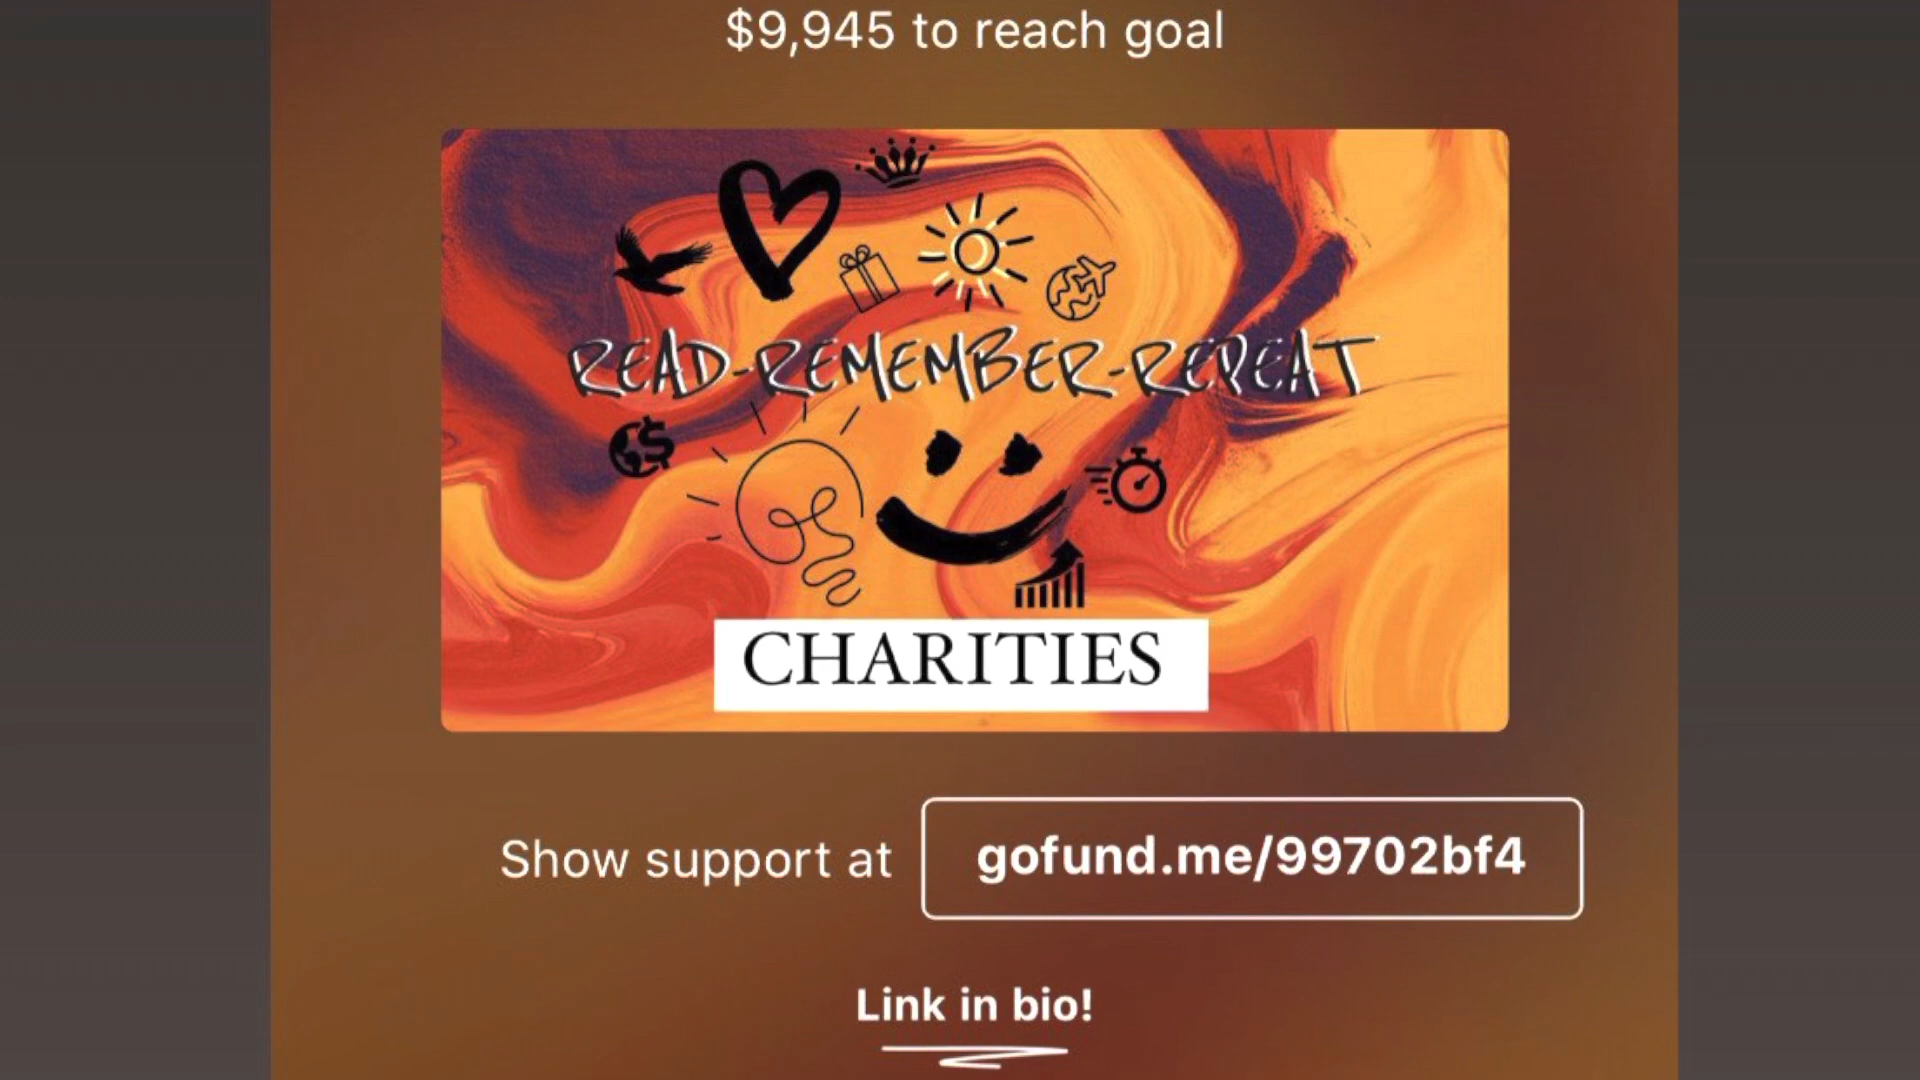 $9,945 to reach goal
READ-REMEMBER-REPEAT
CHARITIES
Show support at gofund.me/99702bf4
Link in bio!